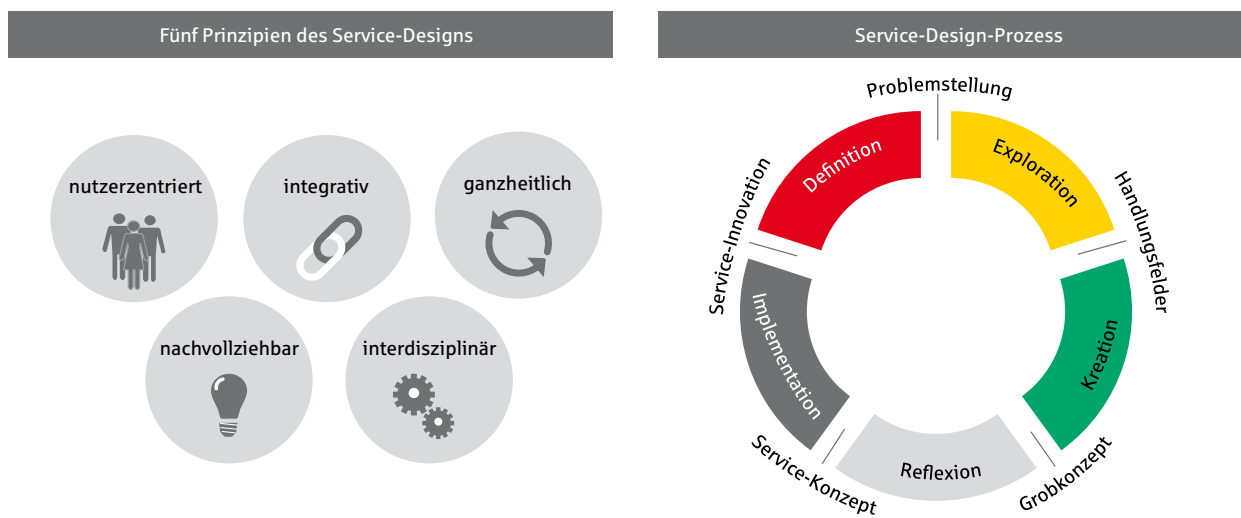 Fünf Prinzipien des Service-Designs
nutzerzentriert
integrativ
ganzheitlich
nachvollziehbar
interdisziplinär
Service-Design-Prozess
Problemstellung
Definition
Exploration
Service-Innovation
Handlungsfelder
Implementation
Kreation
Service-Konzept
Reflexion
Grobkonzept